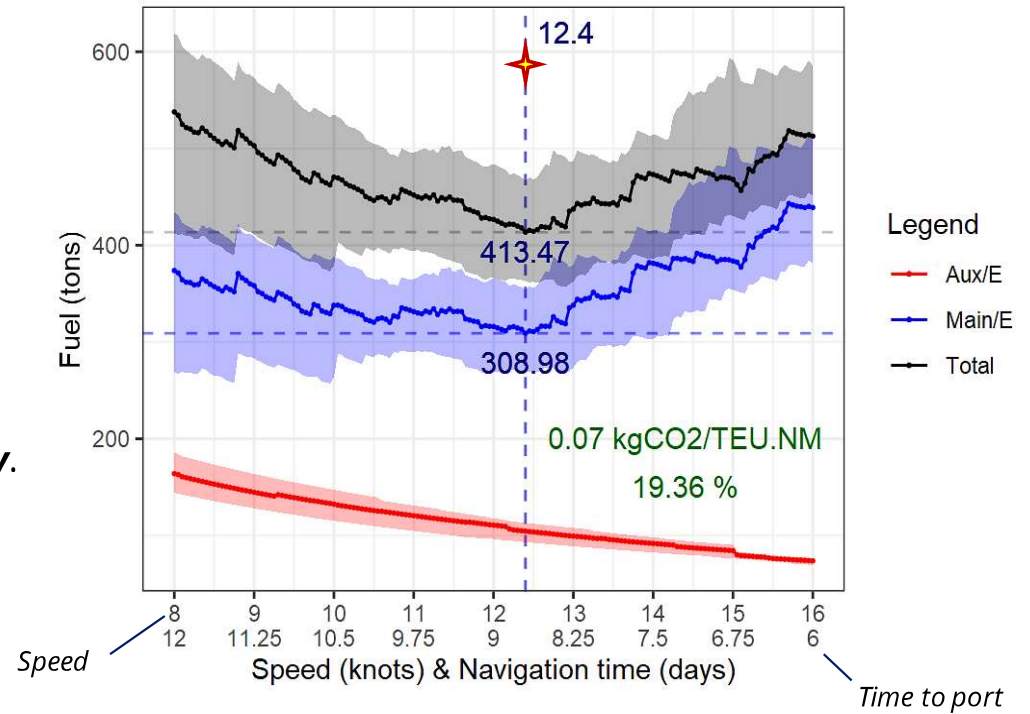 12.4
600
400
200
Fuel (tons)
413.47
308.98
0.07 kgCO2/TEU.NM
19.36 %
y.
8 9 10 11 12 13 14 15 16
12 11.25 10.5 9.75 9 8.25 7.5 6.75 6
Speed (knots) & Navigation time (days)
Speed
Time to port
Legend
Aux/E
Main/E
Total